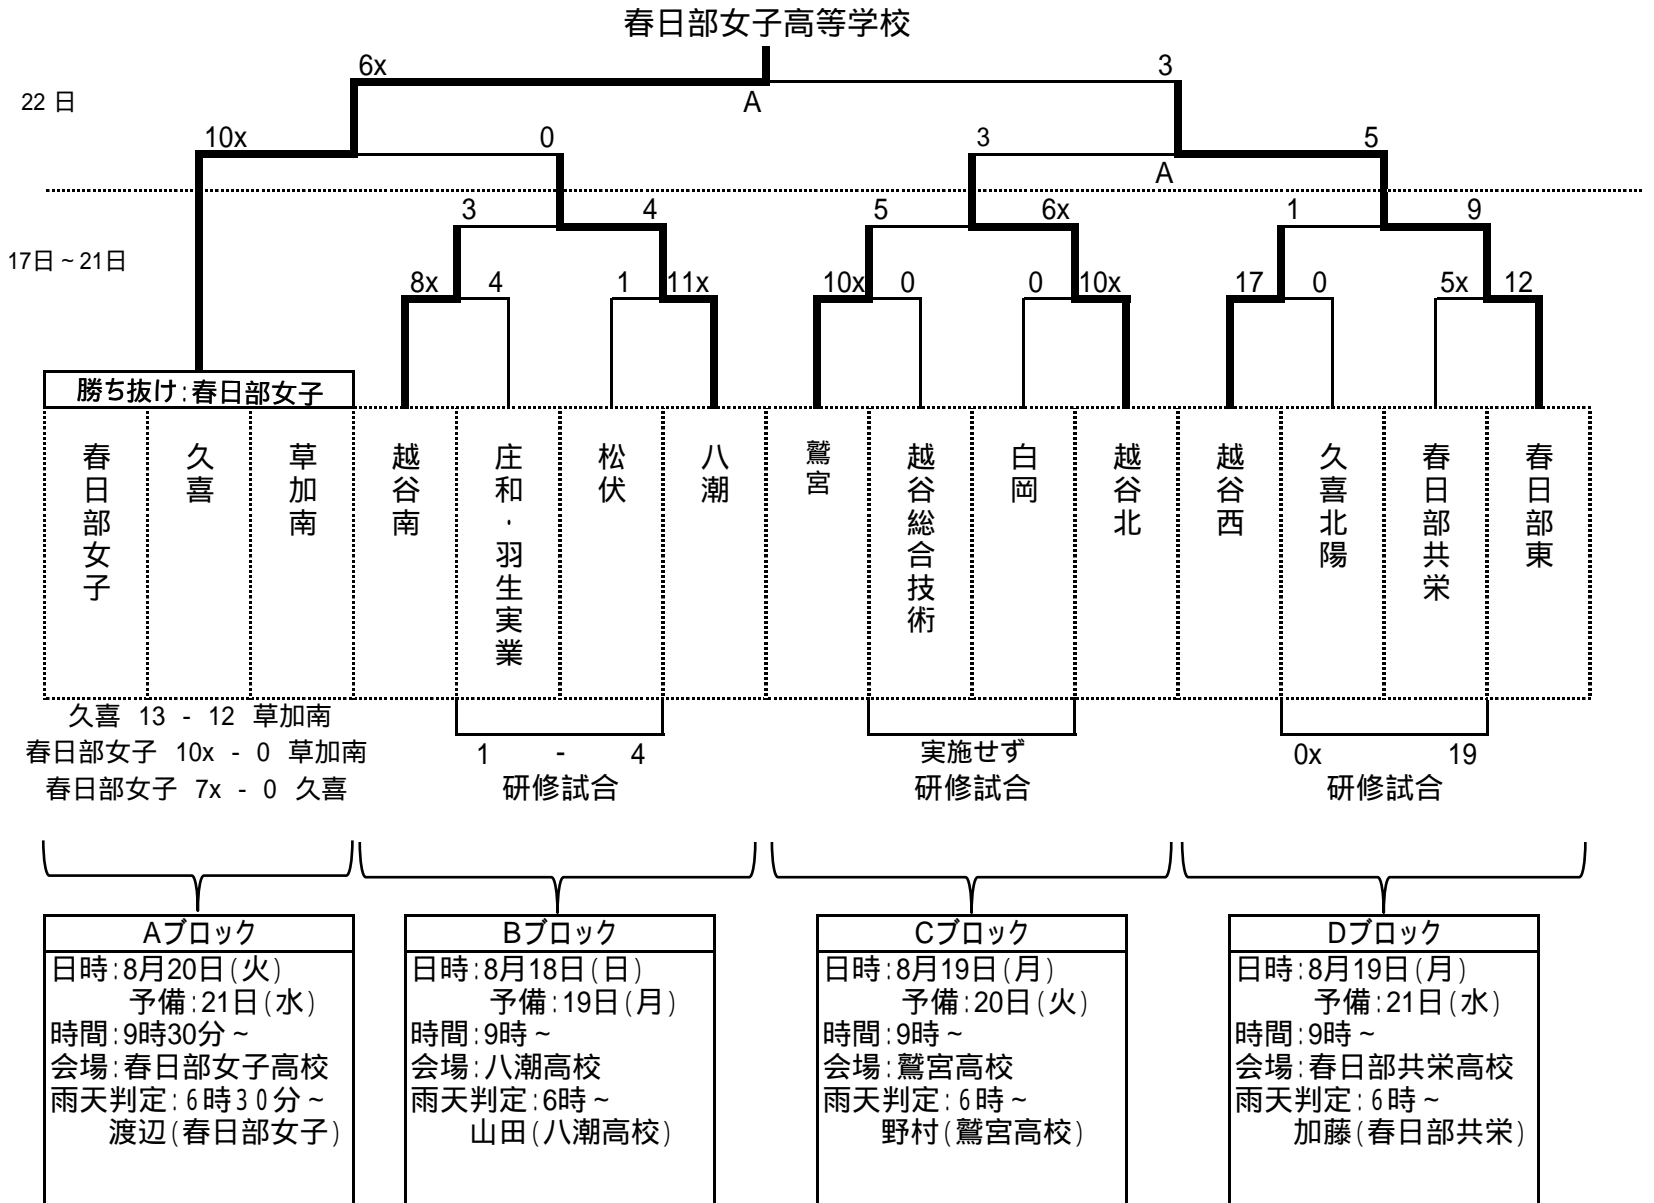 春日部女子高等学校
6x 3
22 日
A
10x 0 3 5
A
3 4 5 6x 1 9
17日~21日
8x 4 1 11x 10x 0 0 10x 17 0 5x 12
勝ち抜け:春日部女子
春日部女子
久喜
草加南
越谷南
庄和・羽生実業
松伏
八潮
鷲宮
越谷総合技術
白岡
越谷北
越谷西
久喜北陽
春日部共栄
春日部東
久喜 13 - 12 草加南
春日部女子 10x - 0 草加南
春日部女子 7x - 0 久喜
1 - 4
研修試合
実施せず
研修試合
0x 19
研修試合
Aブロック
日時:8月20日(火)
予備:21日(水)
時間:9時30分~
会場:春日部女子高校
雨天判定:6時30分~
渡辺(春日部女子)
Bブロック
日時:8月18日(日)
予備:19日(月)
時間:9時~
会場:八潮高校
雨天判定:6時~
山田(八潮高校)
Cブロック
日時:8月19日(月)
予備:20日(火)
時間:9時~
会場:鷲宮高校
雨天判定:6時~
野村(鷲宮高校)
Dブロック
日時:8月19日(月)
予備:21日(水)
時間:9時~
会場:春日部共栄高校
雨天判定:6時~
加藤(春日部共栄)